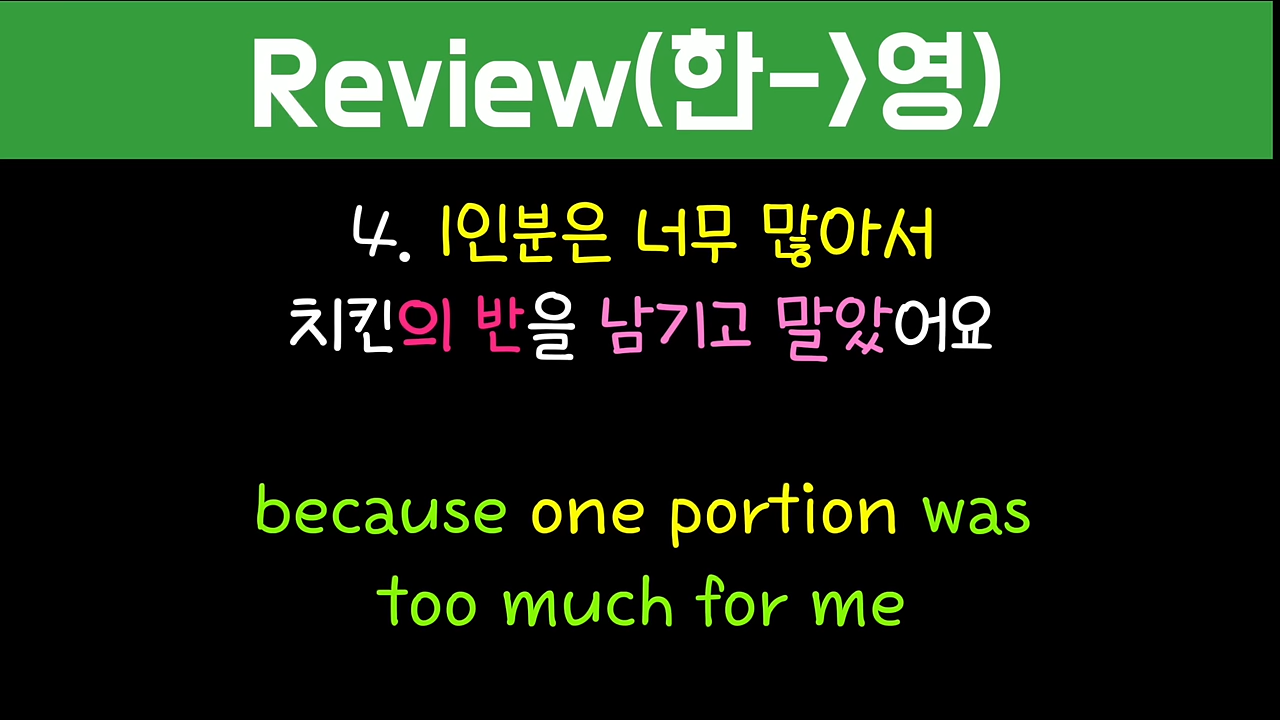 Review(한->영)
4. 1인분은 너무 많아서
치킨의 반을 남기고 말았어요
because one portion was
too much for me